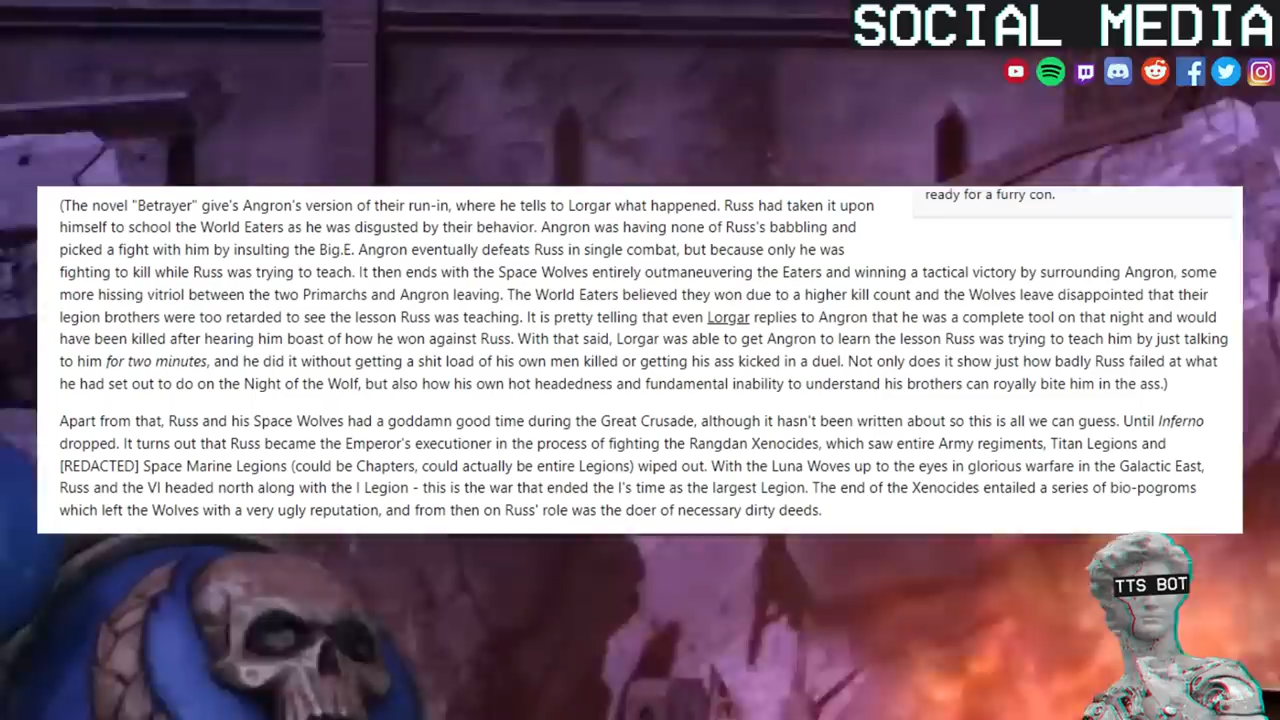 SOCIAL MEDIA
ready for a furry con.
(The novel "Betrayer" give's Angron's version of their run-in, where he tells to Lorgar what happened. Russ had taken it upon
himself to school the World Eaters as he was disgusted by their behavior. Angron was having none of Russ's babbling and
picked a fight with him by insulting the Big.E. Angron eventually defeats Russ in single combat, but because only he was
fighting to kill while Russ was trying to teach. It then ends with the Space Wolves entirely outmaneuvering the Eaters and winning a tactical victory by surrounding Angron, some
more hissing vitriol between the two Primarchs and Angron leaving. The World Eaters believed they won due to a higher kill count and the Wolves leave disappointed that their
legion brothers were too retarded to see the lesson Russ was teaching. It is pretty telling that even Lorgar replies to Angron that he was a complete tool on that night and would
have been killed after hearing him boast of how he won against Russ. With that said, Lorgar was able to get Angron to learn the lesson Russ was trying to teach him by just talking
to him for two minutes, and he did it without getting a shit load of his own men killed or getting his ass kicked in a duel. Not only does it show just how badly Russ failed at what
he had set out to do on the Night of the Wolf, but also how his own hot headedness and fundamental inability to understand his brothers can royally bite him in the ass.)
Apart from that, Russ and his Space Wolves had a goddamn good time during the Great Crusade, although it hasn't been written about so this is all we can guess. Until Inferno
dropped. It turns out that Russ became the Emperor's executioner in the process of fighting the Rangdan Xenocides, which saw entire Army regiments, Titan Legions and
[REDACTED] Space Marine Legions (could be Chapters, could actually be entire Legions) wiped out. With the Luna Woves up to the eyes in glorious warfare in the Galactic East,
Russ and the VI headed north along with the I Legion - this is the war that ended the I's time as the largest Legion. The end of the Xenocides entailed a series of bio-pogroms
which left the Wolves with a very ugly reputation, and from then on Russ' role was the doer of necessary dirty deeds.
TTS BOT